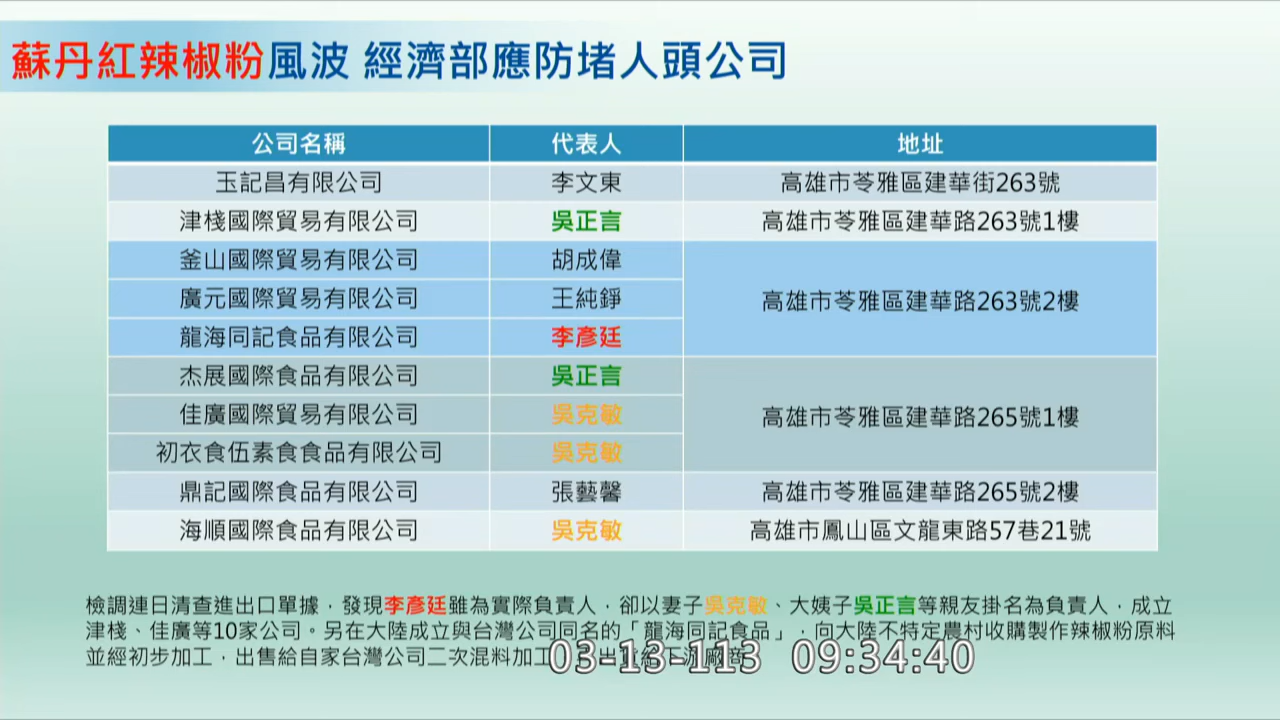 蘇丹紅辣椒粉風波 經濟部應防堵人頭公司
公司名稱 代表人 地址
玉記昌有限公司 李文東 高雄市苓雅區建華街263號
津棧國際貿易有限公司 吳正言 高雄市苓雅區建華路263號1樓
釜山國際貿易有限公司 胡成偉
廣元國際貿易有限公司 王純錚 高雄市苓雅區建華路263號2樓
龍海同記食品有限公司 李彥廷
杰展國際食品有限公司 吳正言
佳廣國際貿易有限公司 吳克敏 高雄市苓雅區建華路265號1樓
初衣食伍素食食品有限公司 吳克敏
鼎記國際食品有限公司 張藝馨 高雄市苓雅區建華路265號2樓
海順國際食品有限公司 吳克敏 高雄市鳳山區文龍東路57巷21號
檢調連日清查進出口單據，發現李彥廷雖為實際負責人，卻以妻子吳克敏、大姨子吳正言等親友掛名為負責人，成立
津棧、佳廣等10家公司。另在大陸成立與台灣公司同名的「龍海同記食品」，向大陸不特定農村收購製作辣椒粉原料
並經初步加工，出售給自家台灣公司二次混料加工
03-13-113 09:34:40